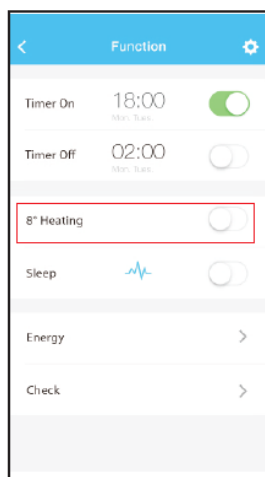 Function
Timer On 18:00
Mon, Tues.
Timer Off 02:00
Mon, Tues.
8° Heating
Sleep
Energy
Check